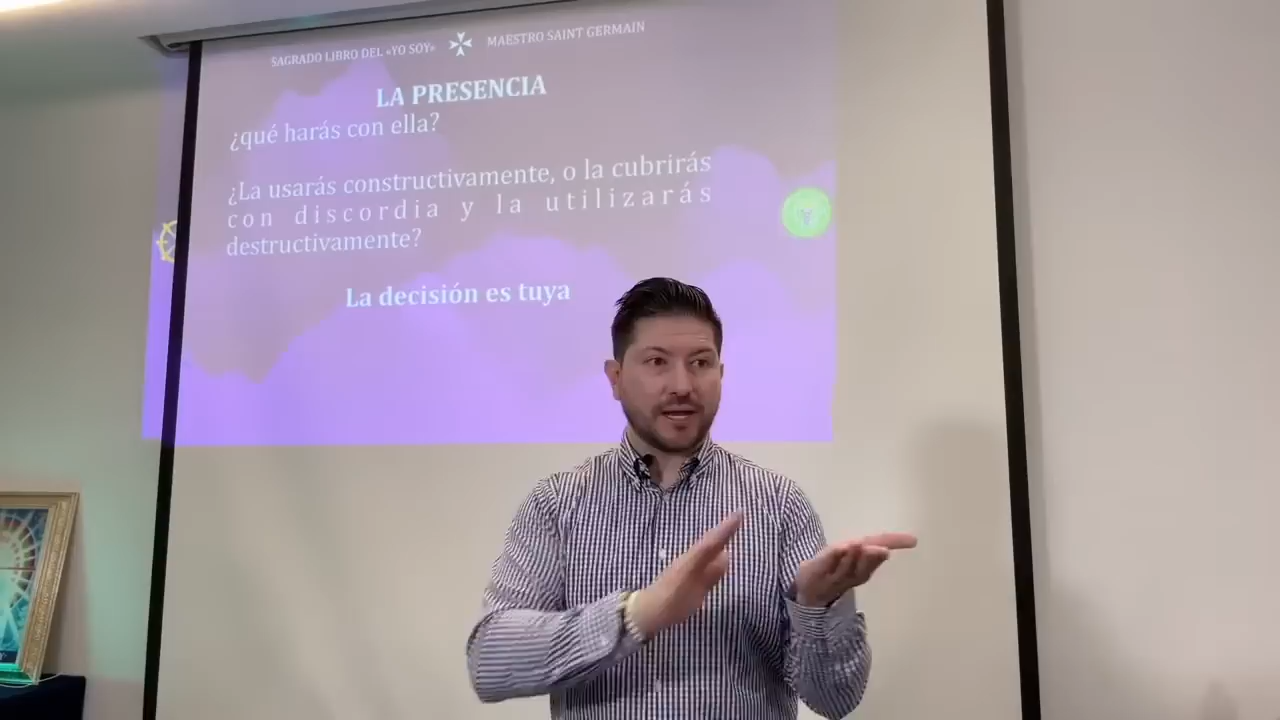 SAGRADO LIBRO DEL «YO SOY» MAESTRO SAINT GERMAIN
LA PRESENCIA
¿qué harás con ella?
¿La usarás constructivamente, o la cubrirás
con discordia y la utilizarás
destructivamente?
La decisión es tuya